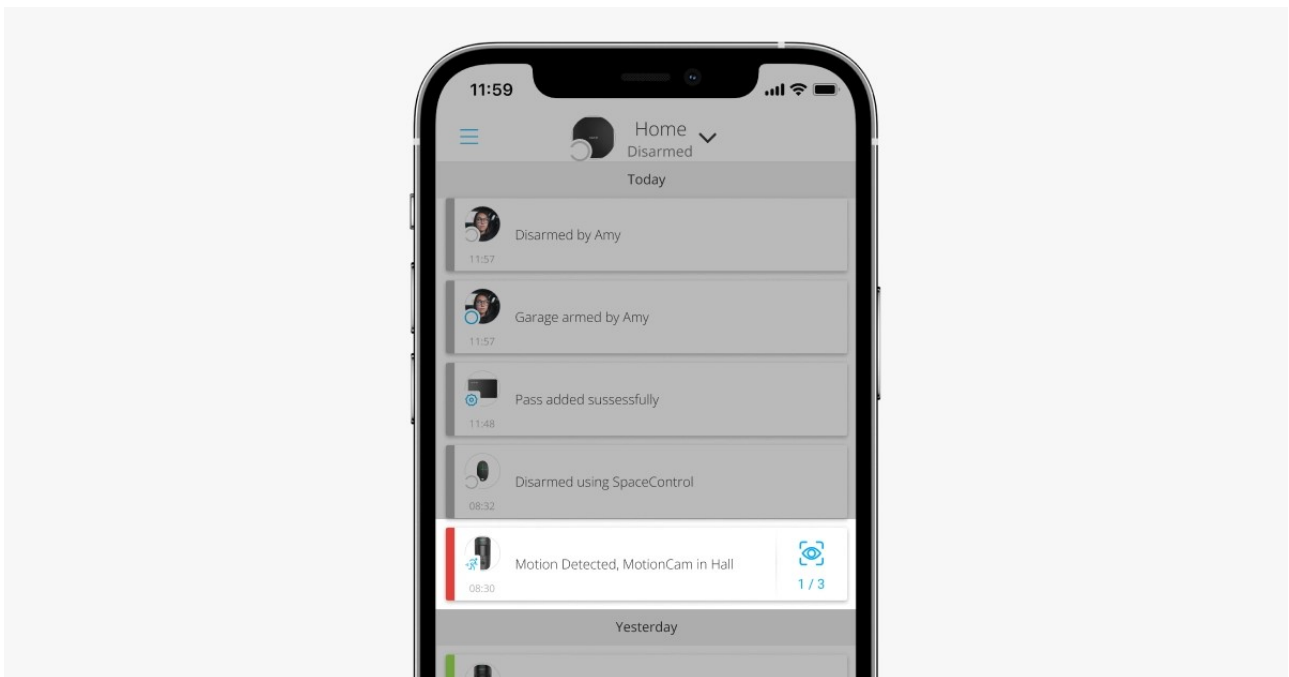 11:59
Home
Disarmed
Today
Disarmed by Amy
11:57
Garage armed by Amy
11:57
Pass added sussessfully
11:48
Disarmed using SpaceControl
08:32
Motion Detected, MotionCam in Hall
1 / 3
08:30
Yesterday